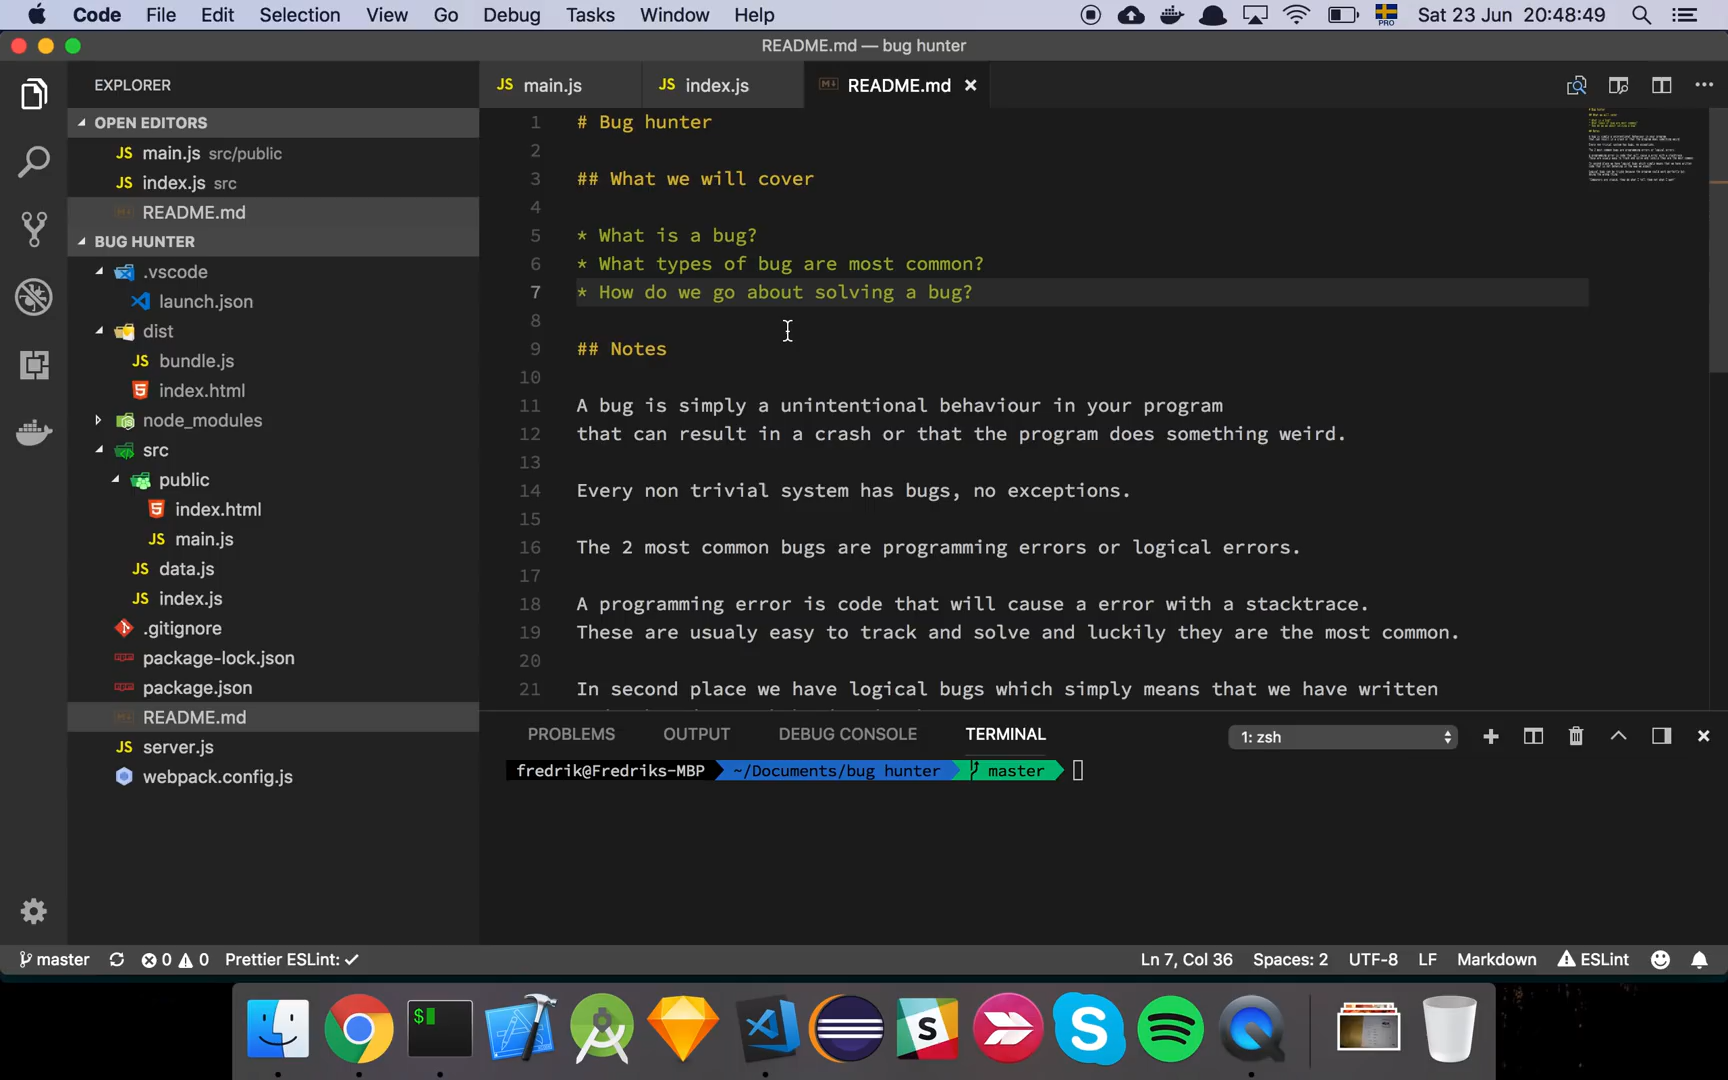 Code File Edit Selection View Go Debug Tasks Window Help PRO Sat 23 Jun 20:48:49
README.md — bug hunter
EXPLORER
OPEN EDITORS
JS main.js src/public
JS index.js src
README.md
BUG HUNTER
.vscode
launch.json
dist
JS bundle.js
5 index.html
node_modules
src
public
5 index.html
JS main.js
JS data.js
JS index.js
.gitignore
package-lock.json
package.json
README.md
JS server.js
webpack.config.js
JS main.js JS index.js M↓ README.md ×
1 # Bug hunter
2
3 ## What we will cover
4
5 * What is a bug?
6 * What types of bug are most common?
7 * How do we go about solving a bug?
8
9 ## Notes
10
11 A bug is simply a unintentional behaviour in your program
12 that can result in a crash or that the program does something weird.
13
14 Every non trivial system has bugs, no exceptions.
15
16 The 2 most common bugs are programming errors or logical errors.
17
18 A programming error is code that will cause a error with a stacktrace.
19 These are usualy easy to track and solve and luckily they are the most common.
20
21 In second place we have logical bugs which simply means that we have written
PROBLEMS OUTPUT DEBUG CONSOLE TERMINAL 1: zsh
fredrik@Fredriks-MBP ~/Documents/bug hunter master
master 0 0 Prettier ESLint: ✓ Ln 7, Col 36 Spaces: 2 UTF-8 LF Markdown ESLint
$
S